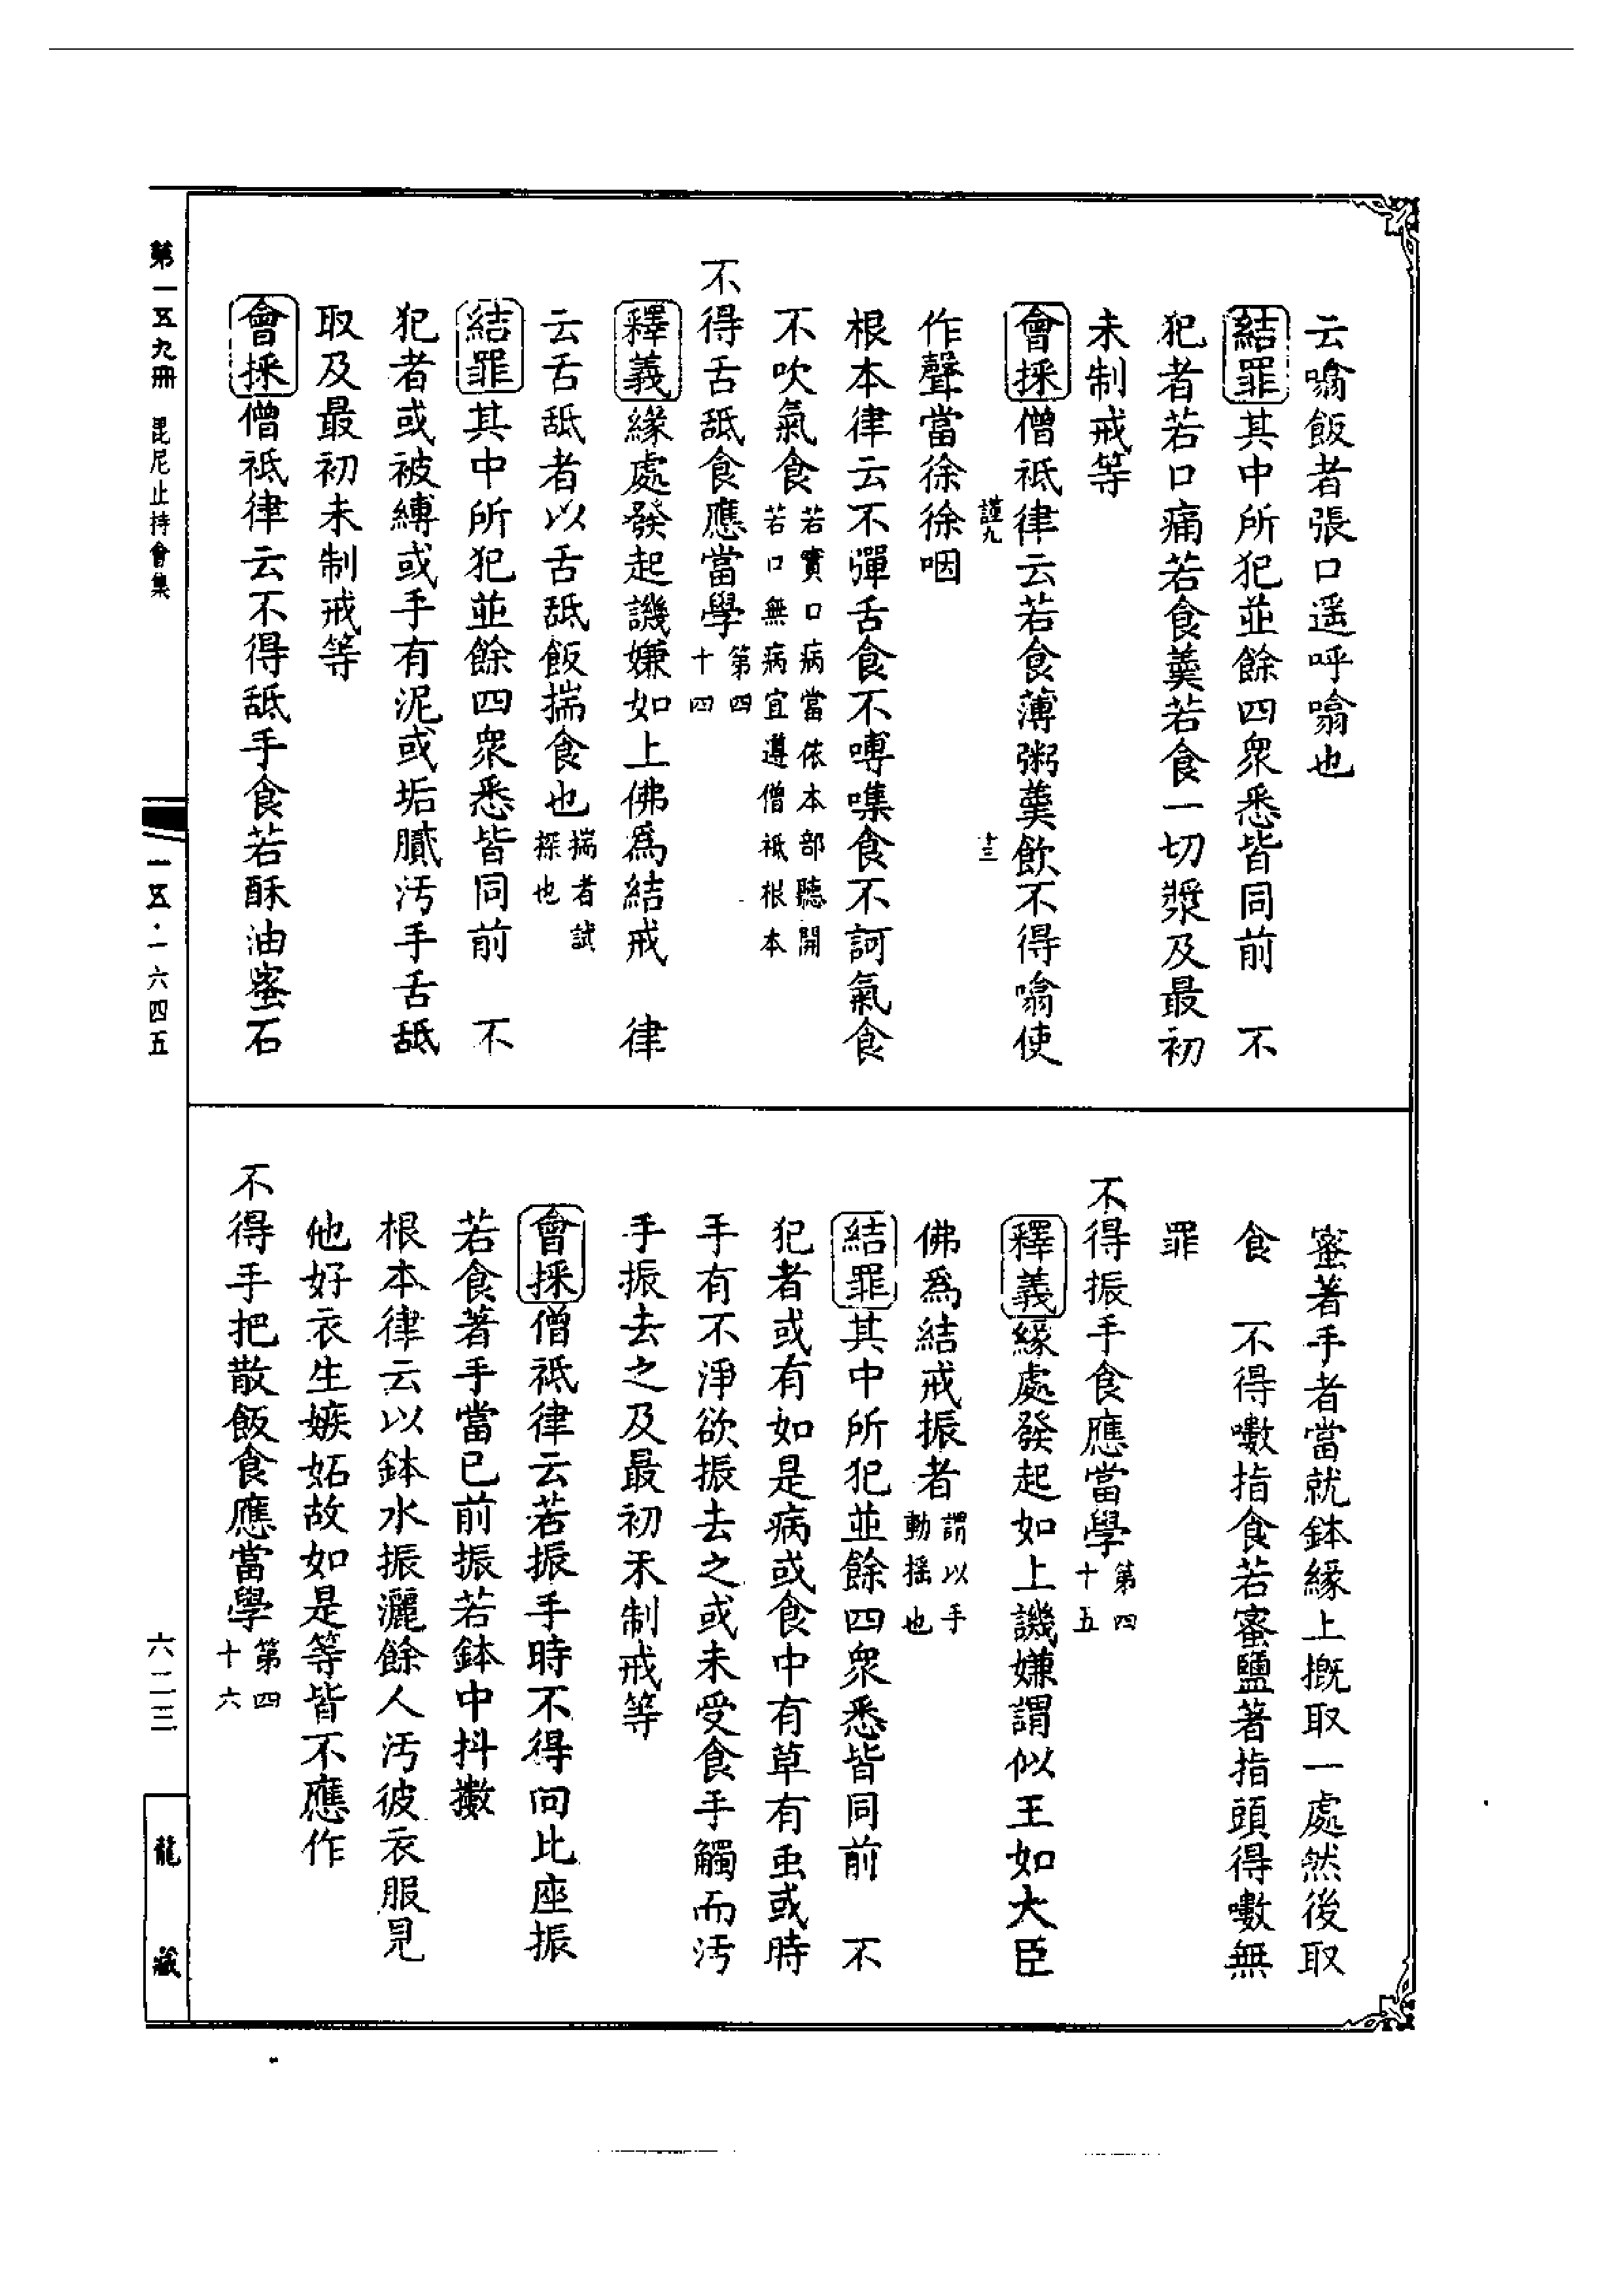 云噏飯者張口遥呼噏也
結罪其中所犯並餘四衆悉皆同前　不
犯者若口痛若食羹若食一切漿及最初
未制戒等
會採僧祇律云若食薄粥羹飲不得噏使
謹九
十三
作聲當徐徐咽
根本律云不彈舌食不㗘㗱食不訶氣食
不吹氣食若實口病當依本部聽開
若口無病宜遵僧祇根本
不得舌舐食應當學第四
十四
釋義緣處發起譏嫌如上佛爲結戒　律
云舌舐者以舌舐飯揣食也揣者試
探也
結罪其中所犯並餘四衆悉皆同前　不
犯者或被縛或手有泥或垢膩汚手舌舐
取及最初未制戒等
會採僧祇律云不得舐手食若酥油蜜石
蜜著手者當就鉢緣上概取一處然後取
食　不得嗽指食若蜜鹽著指頭得嗽無
罪
不得振手食應當學第四
十五
釋義緣處發起如上譏嫌謂似王如大臣
佛爲結戒振者謂以手
動揺也
結罪其中所犯並餘四衆悉皆同前　不
犯者或有如是病或食中有草有虫或時
手有不淨欲振去之或未受食手觸而汚
手振去之及最初未制戒等
會採僧祇律云若振手時不得向比座振
若食著手當已前振若鉢中抖擻
根本律云以鉢水振灑餘人汚彼衣服見
他好衣生嫉妬故如是等皆不應作
不得手把散飯食應當學第四
十六
第一五九冊　毘尼止持會集
一五·一六四五
六二三
龍藏